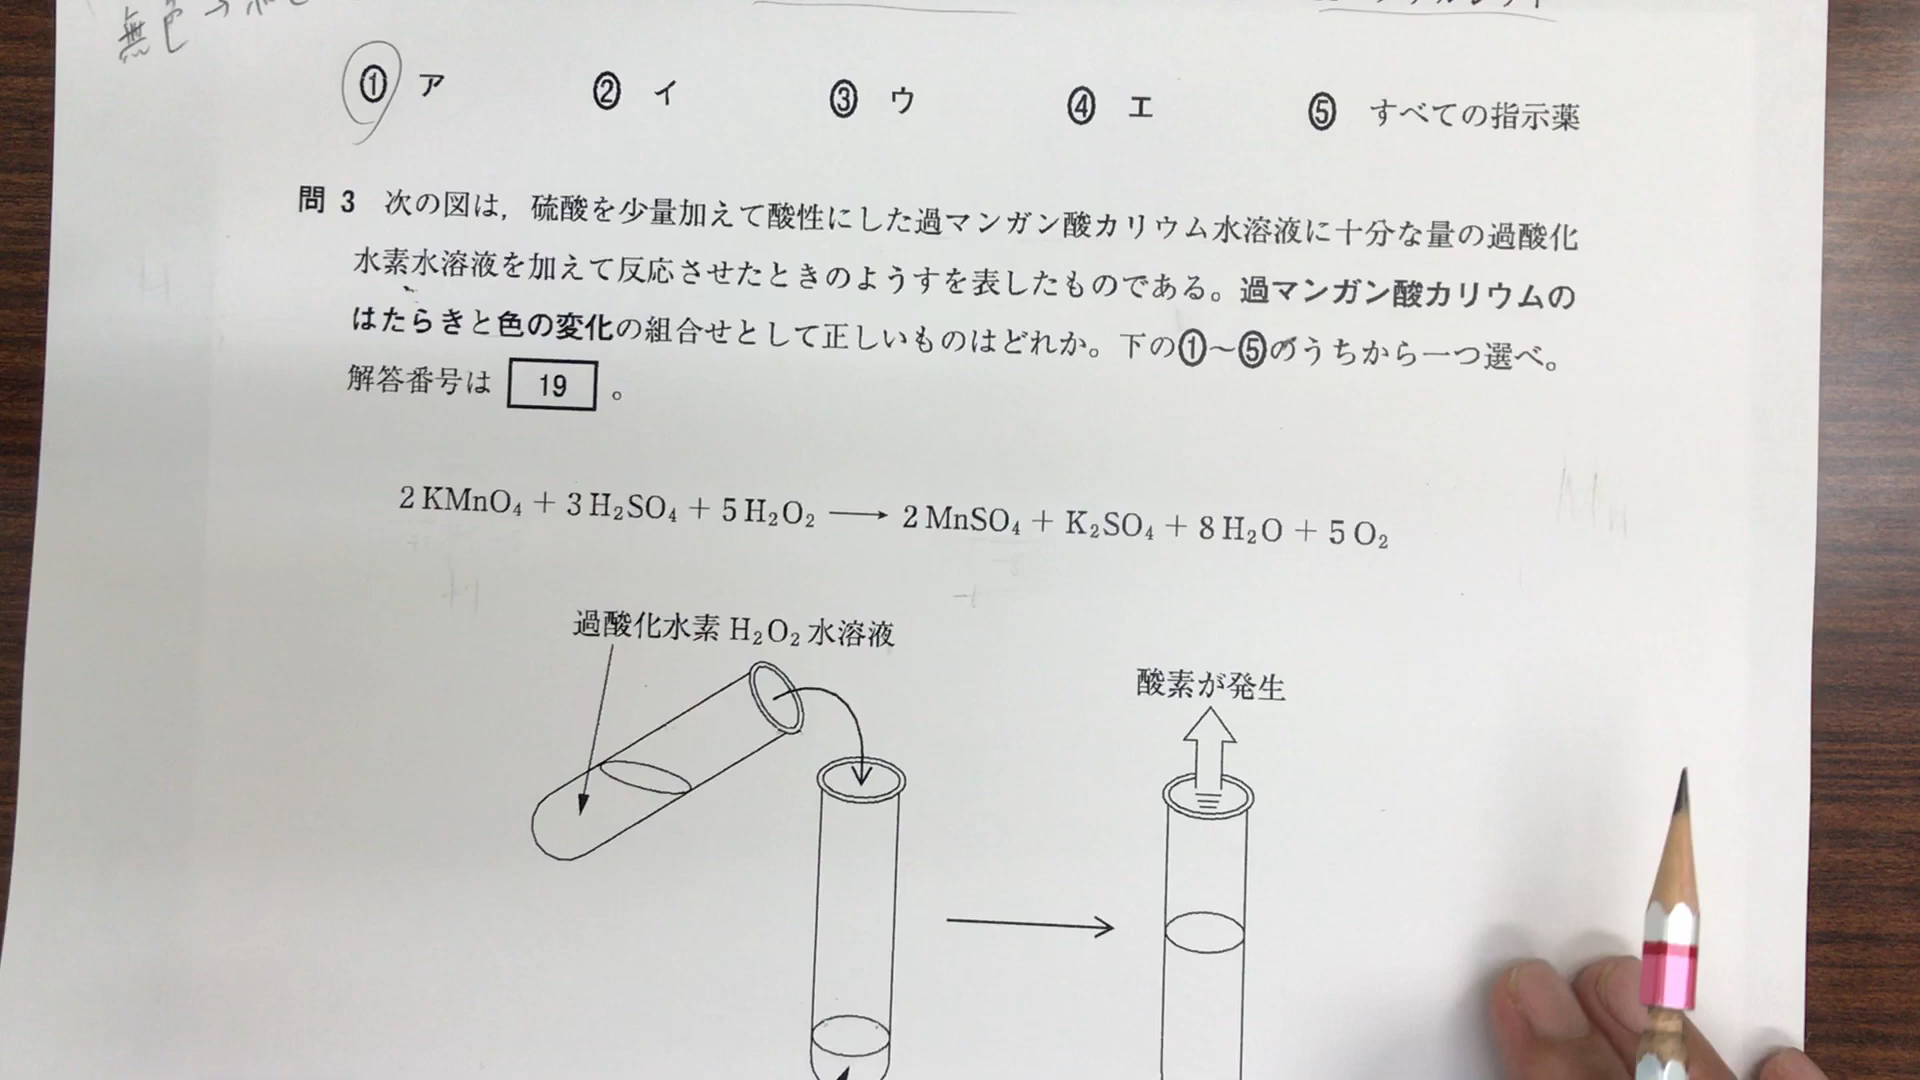 無色→
① ア ② イ ③ ウ ④ エ ⑤ すべての指示薬
問 3 次の図は，硫酸を少量加えて酸性にした過マンガン酸カリウム水溶液に十分な量の過酸化
水素水溶液を加えて反応させたときのようすを表したものである。過マンガン酸カリウムの
はたらきと色の変化の組合せとして正しいものはどれか。下の①～⑤のうちから一つ選べ。
解答番号は 19 。
2 KMnO₄ + 3 H₂SO₄ + 5 H₂O₂ ⟶ 2 MnSO₄ + K₂SO₄ + 8 H₂O + 5 O₂
過酸化水素 H₂O₂ 水溶液
酸素が発生